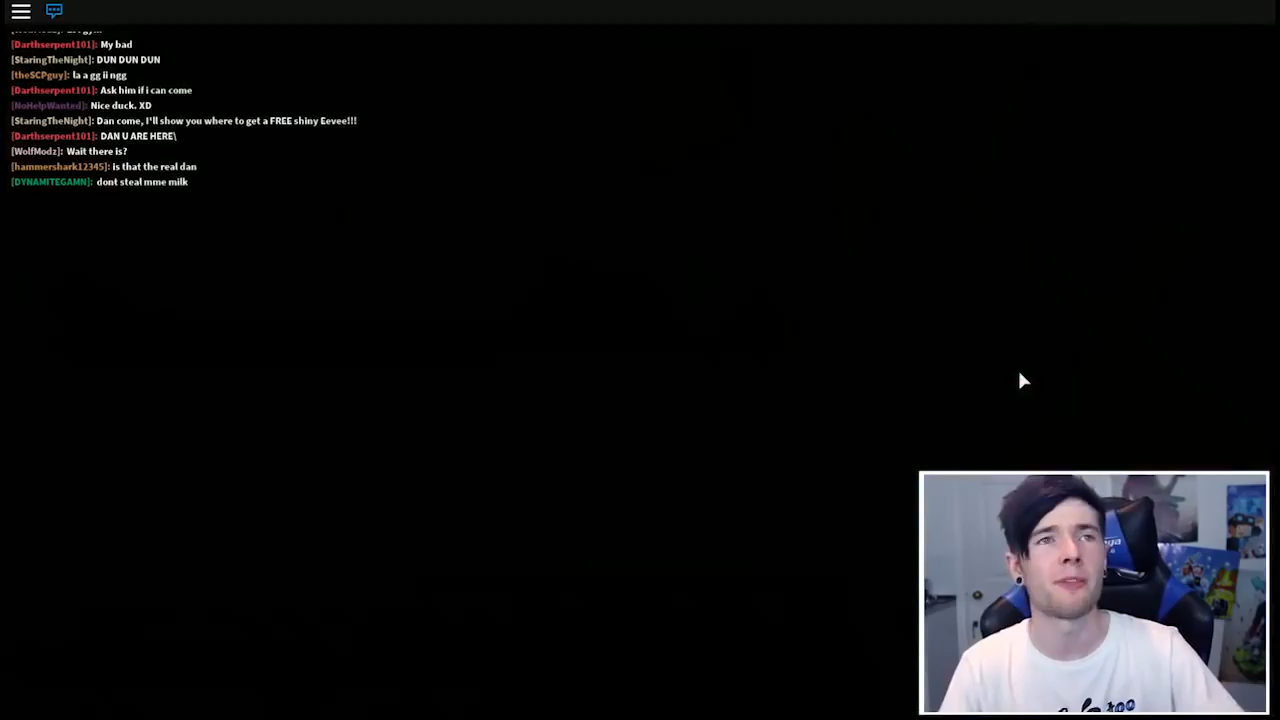 [Darthserpent101]: My bad
[StaringTheNight]: DUN DUN DUN
[theSCPguy]: la a gg ii ngg
[Darthserpent101]: Ask him if i can come
[NoHelpWanted]: Nice duck. XD
[StaringTheNight]: Dan come, I'll show you where to get a FREE shiny Eevee!!!
[Darthserpent101]: DAN U ARE HERE\
[WolfModz]: Wait there is?
[hammershark12345]: is that the real dan
[DYNAMITEGAMN]: dont steal mme milk
too